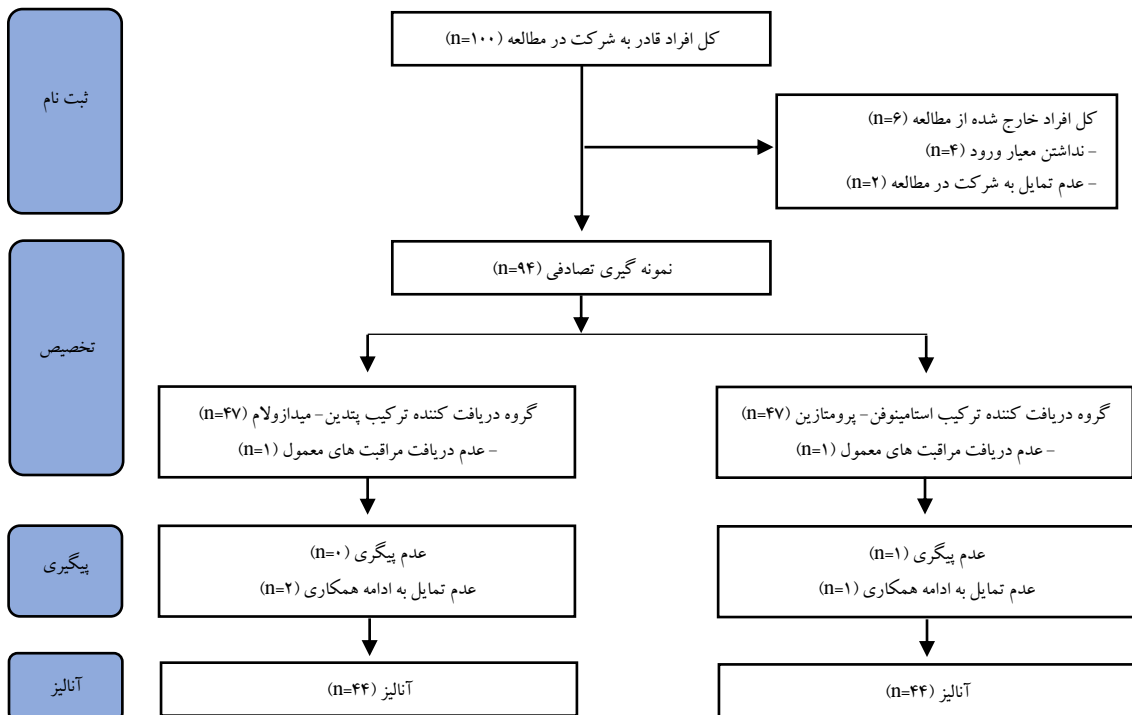 ثبت نام
کل افراد قادر به شرکت در مطالعه (n=۱۰۰)
کل افراد خارج شده از مطالعه (n=۶)
- نداشتن معیار ورود (n=۴)
- عدم تمایل به شرکت در مطالعه (n=۲)
تخصیص
نمونه گیری تصادفی (n=۹۴)
گروه دریافت کننده ترکیب استامینوفن- پرومتازین (n=۴۷)
- عدم دریافت مراقبت های معمول (n=۱)
گروه دریافت کننده ترکیب پتدین- میدازولام (n=۴۷)
- عدم دریافت مراقبت های معمول (n=۱)
پیگیری
عدم پیگری (n=۱)
عدم تمایل به ادامه همکاری (n=۱)
عدم پیگری (n=۰)
عدم تمایل به ادامه همکاری (n=۲)
آنالیز
آنالیز (n=۴۴)
آنالیز (n=۴۴)